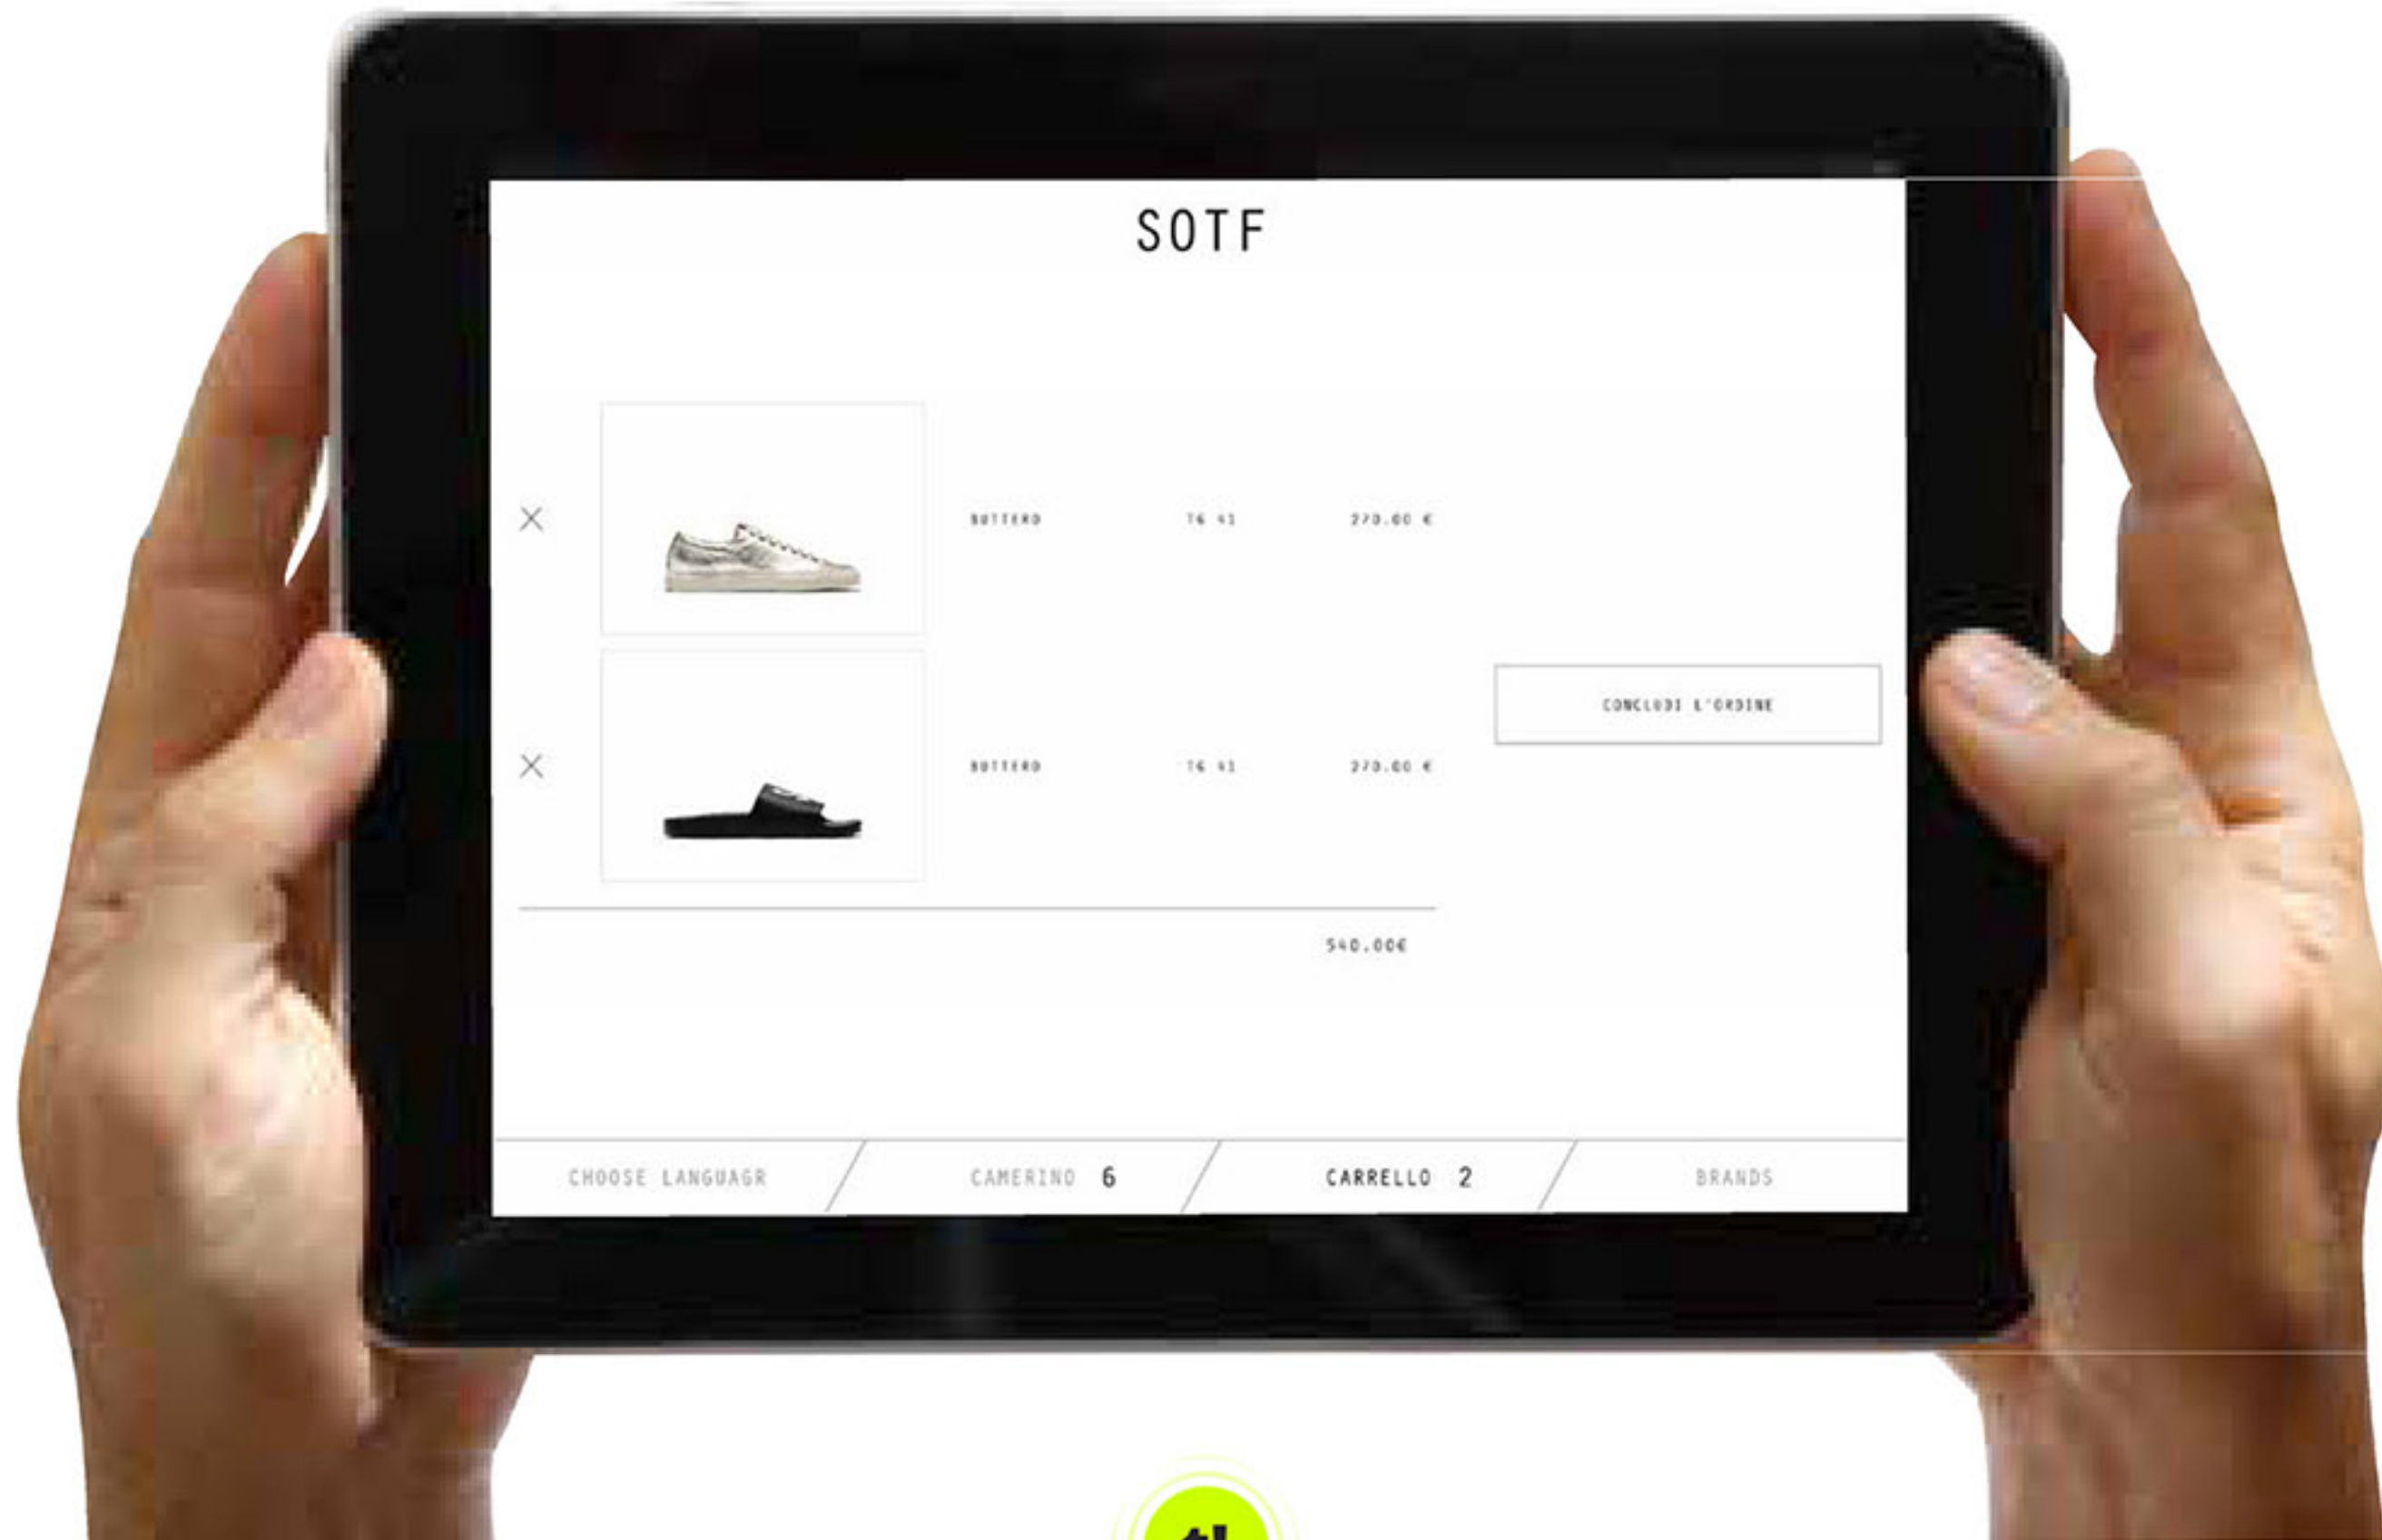 SOTF
BUTTERO TG 41 270.00 €
CONCLUDI L'ORDINE
BUTTERO TG 41 270.00 €
540.00€
CHOOSE LANGUAGR CAMERINO 6 CARRELLO 2 BRANDS